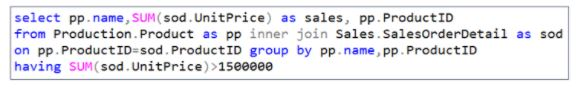 select pp.name,SUM(sod.UnitPrice) as sales, pp.ProductID
from Production.Product as pp inner join Sales.SalesOrderDetail as sod
on pp.ProductID=sod.ProductID group by pp.name,pp.ProductID
having SUM(sod.UnitPrice)>1500000